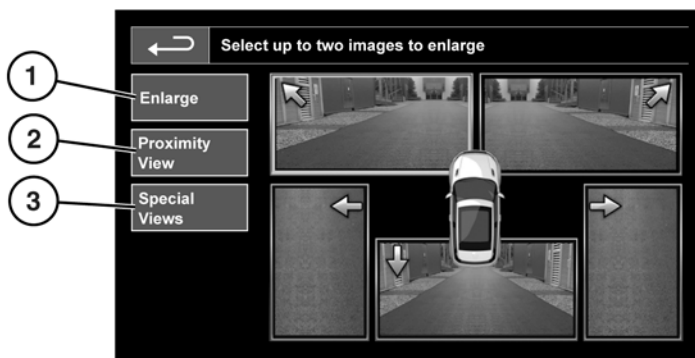 Select up to two images to enlarge
1
Enlarge
2
Proximity
View
3
Special
Views